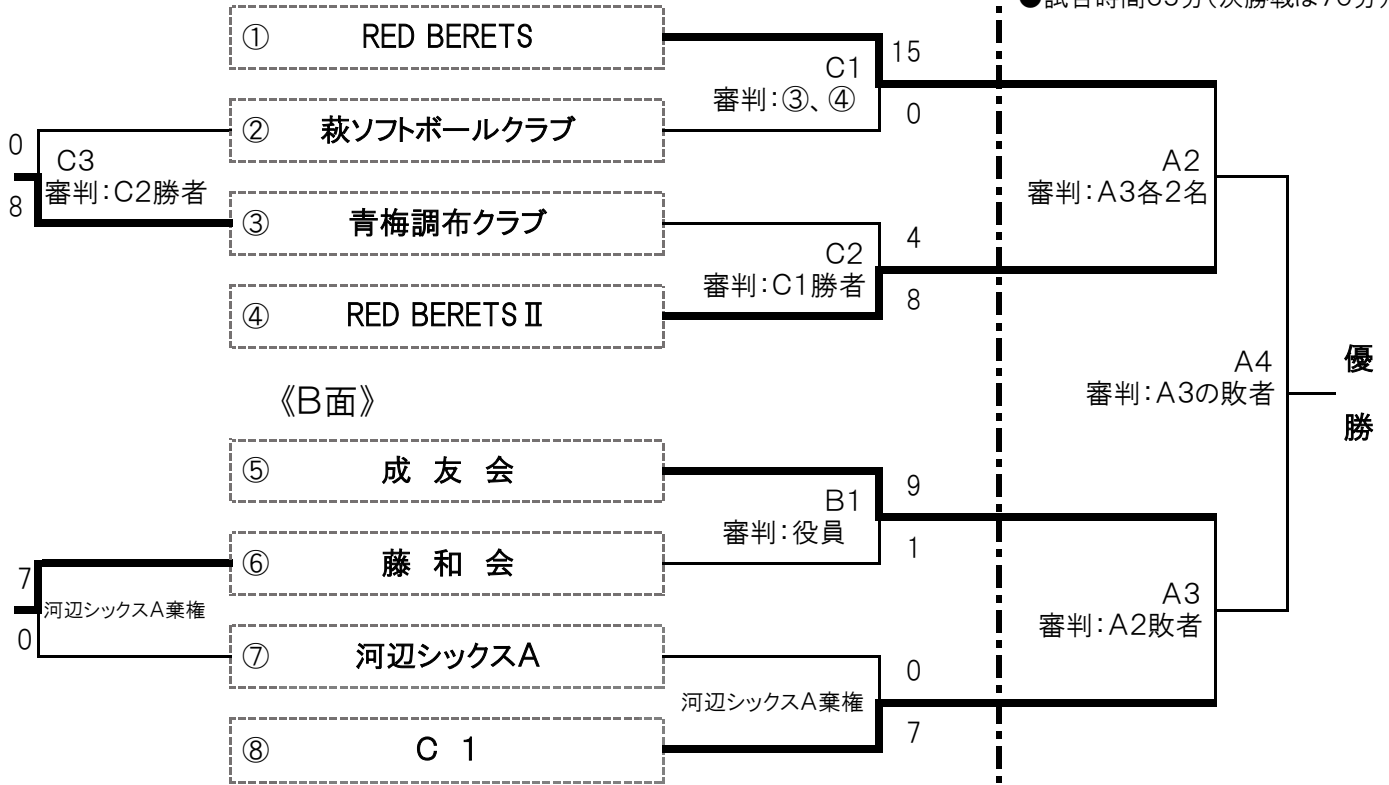 ●試合時間65分(決勝戦は70分)
① RED BERETS
15
C1
審判:③、④
0
② 萩ソフトボールクラブ
0
C3
審判:C2勝者
8
A2
審判:A3各2名
③ 青梅調布クラブ
4
C2
審判:C1勝者
8
④ RED BERETSⅡ
A4
審判:A3の敗者
優
勝
《B面》
⑤ 成 友 会
9
B1
審判:役員
1
⑥ 藤 和 会
7
河辺シックスA棄権
0
A3
審判:A2敗者
⑦ 河辺シックスA
0
河辺シックスA棄権
7
⑧ C 1